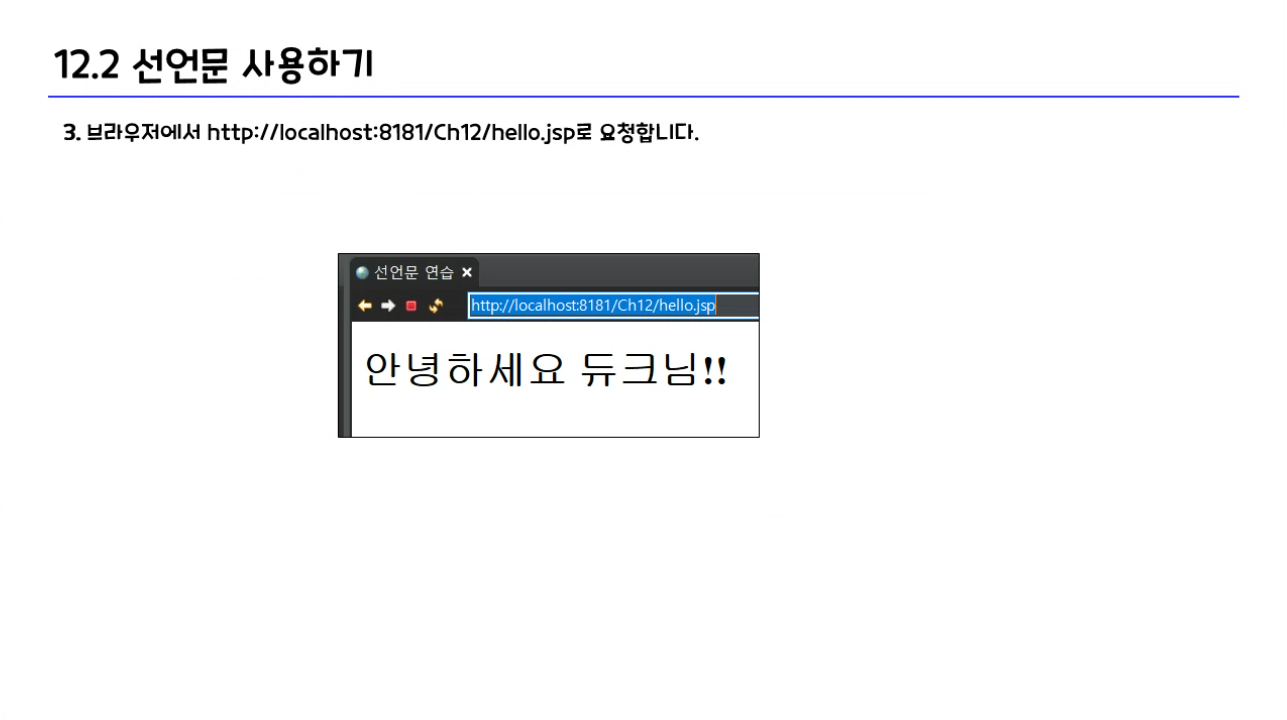 12.2 선언문 사용하기
3. 브라우저에서 http://localhost:8181/Ch12/hello.jsp로 요청합니다.
선언문 연습
http://localhost:8181/Ch12/hello.jsp
안녕하세요 듀크님!!